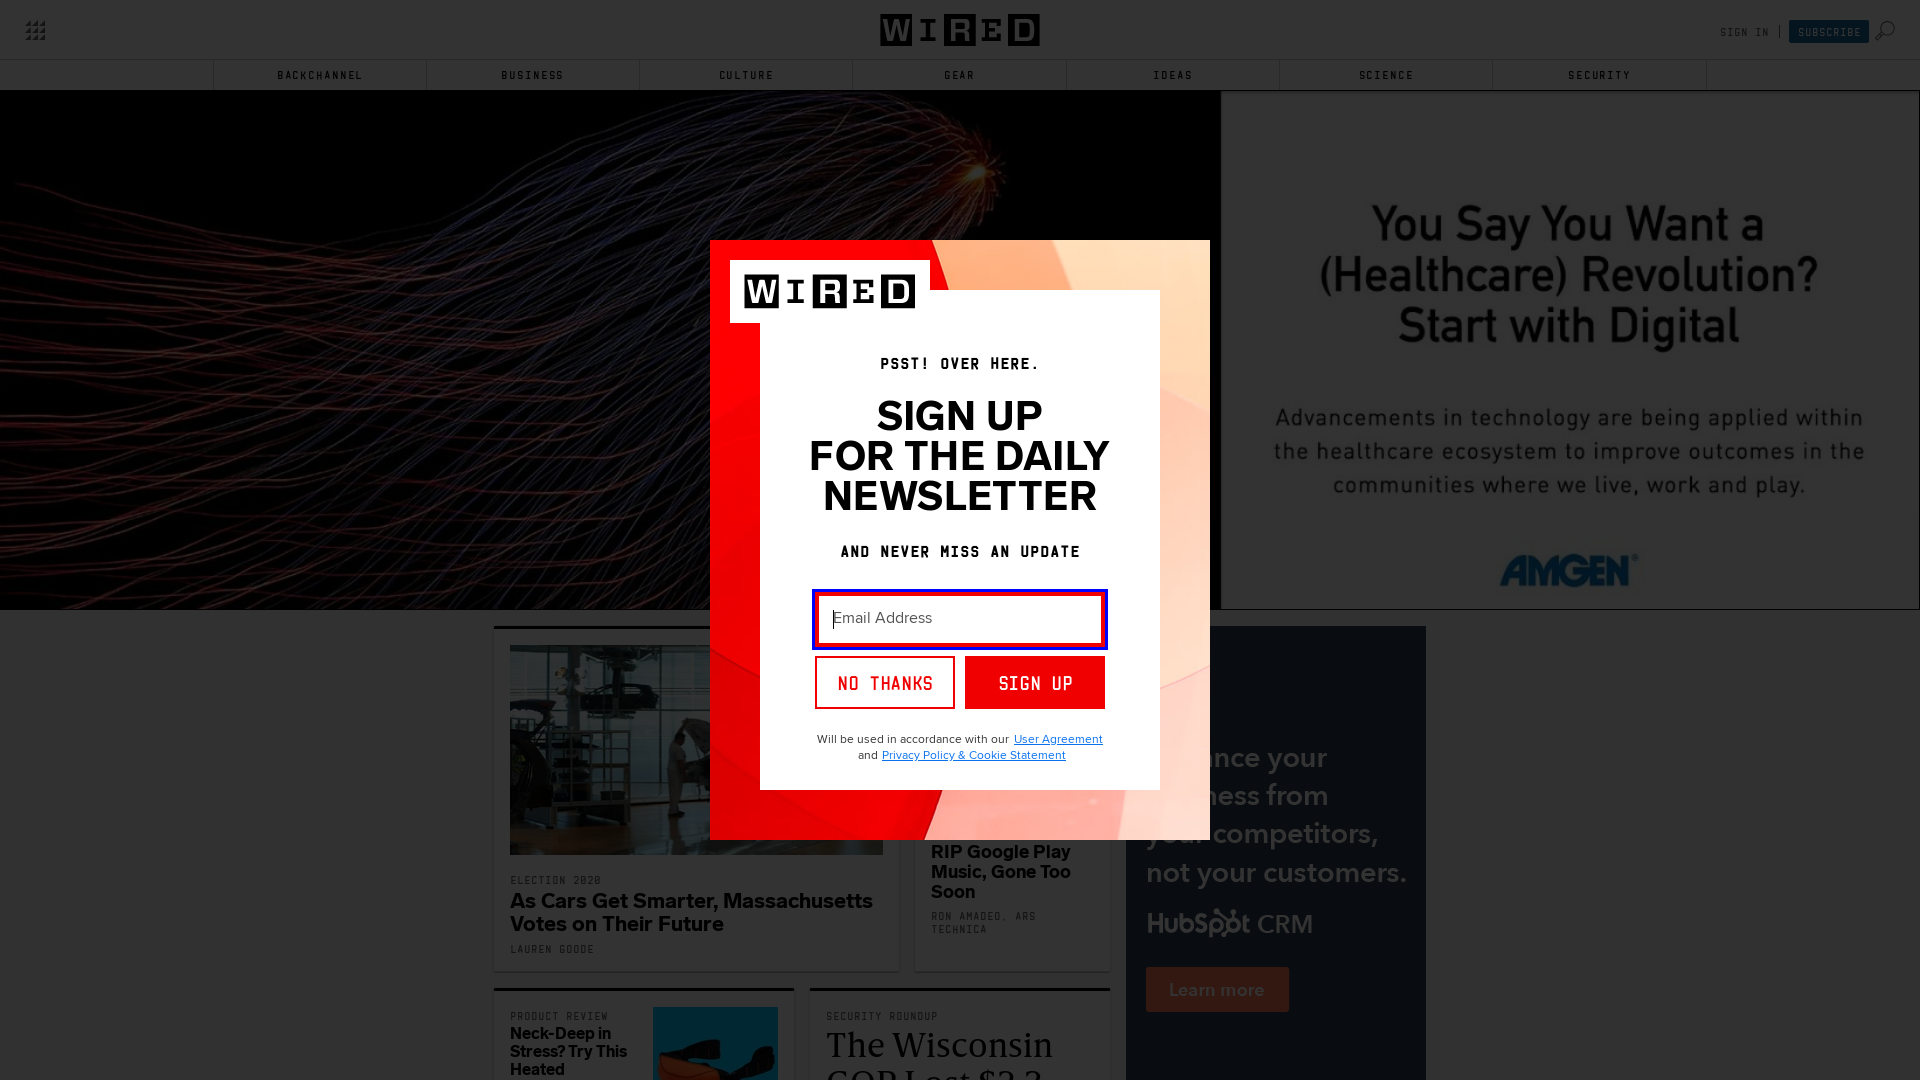 WIRED
SIGN IN
SUBSCRIBE
BACKCHANNEL
BUSINESS
CULTURE
GEAR
IDEAS
SCIENCE
SECURITY
You Say You Want a
(Healthcare) Revolution?
Start with Digital
Advancements in technology are being applied within
the healthcare ecosystem to improve outcomes in the
communities where we live, work and play.
AMGEN®
WIRED
PSST! OVER HERE.
SIGN UP
FOR THE DAILY
NEWSLETTER
AND NEVER MISS AN UPDATE
Email Address
NO THANKS
SIGN UP
Will be used in accordance with our User Agreement
and Privacy Policy & Cookie Statement
ELECTION 2020
As Cars Get Smarter, Massachusetts
Votes on Their Future
LAUREN GOODE
RIP Google Play
Music, Gone Too
Soon
RON AMADEO, ARS
TECHNICA
from
competitors,
not your customers.
HubSpot CRM
Learn more
PRODUCT REVIEW
Neck-Deep in
Stress? Try This
Heated
SECURITY ROUNDUP
The Wisconsin
GOP Lost $2.3